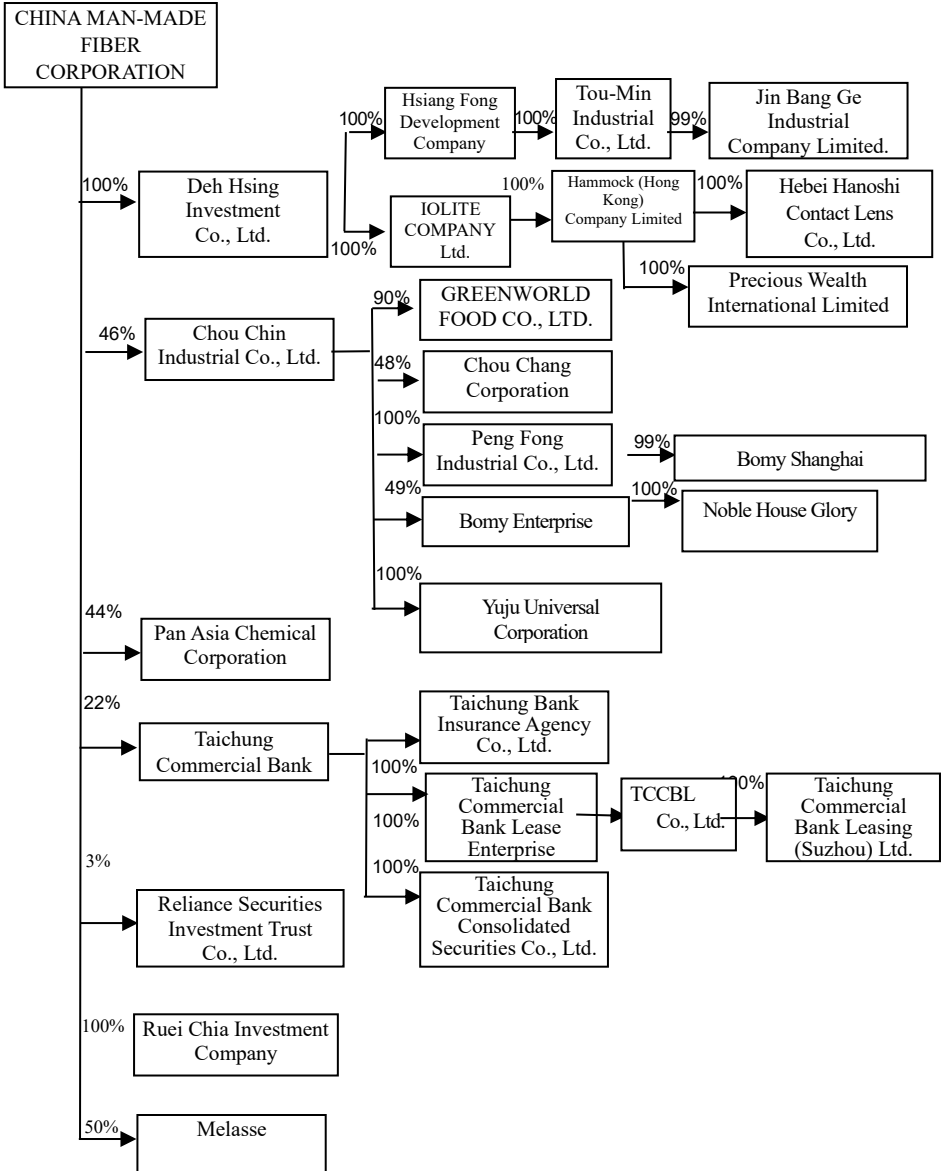 CHINA MAN-MADE
FIBER
CORPORATION
100%
Deh Hsing
Investment
Co., Ltd.
100%
Hsiang Fong
Development
Company
100%
Tou-Min
Industrial
Co., Ltd.
99%
Jin Bang Ge
Industrial
Company Limited.
100%
IOLITE
COMPANY
Ltd.
100%
Hammock (Hong
Kong)
Company Limited
100%
Hebei Hanoshi
Contact Lens
Co., Ltd.
100%
Precious Wealth
International Limited
46%
Chou Chin
Industrial Co., Ltd.
90%
GREENWORLD
FOOD CO., LTD.
48%
Chou Chang
Corporation
100%
Peng Fong
Industrial Co., Ltd.
99%
Bomy Shanghai
49%
Bomy Enterprise
100%
Noble House Glory
100%
Yuju Universal
Corporation
44%
Pan Asia Chemical
Corporation
22%
Taichung
Commercial Bank
Taichung Bank
Insurance Agency
Co., Ltd.
100%
Taichung
Commercial
Bank Lease
Enterprise
TCCBL
Co., Ltd.
100%
Taichung
Commercial
Bank Leasing
(Suzhou) Ltd.
100%
100%
Taichung
Commercial Bank
Consolidated
Securities Co., Ltd.
3%
Reliance Securities
Investment Trust
Co., Ltd.
100%
Ruei Chia Investment
Company
50%
Melasse